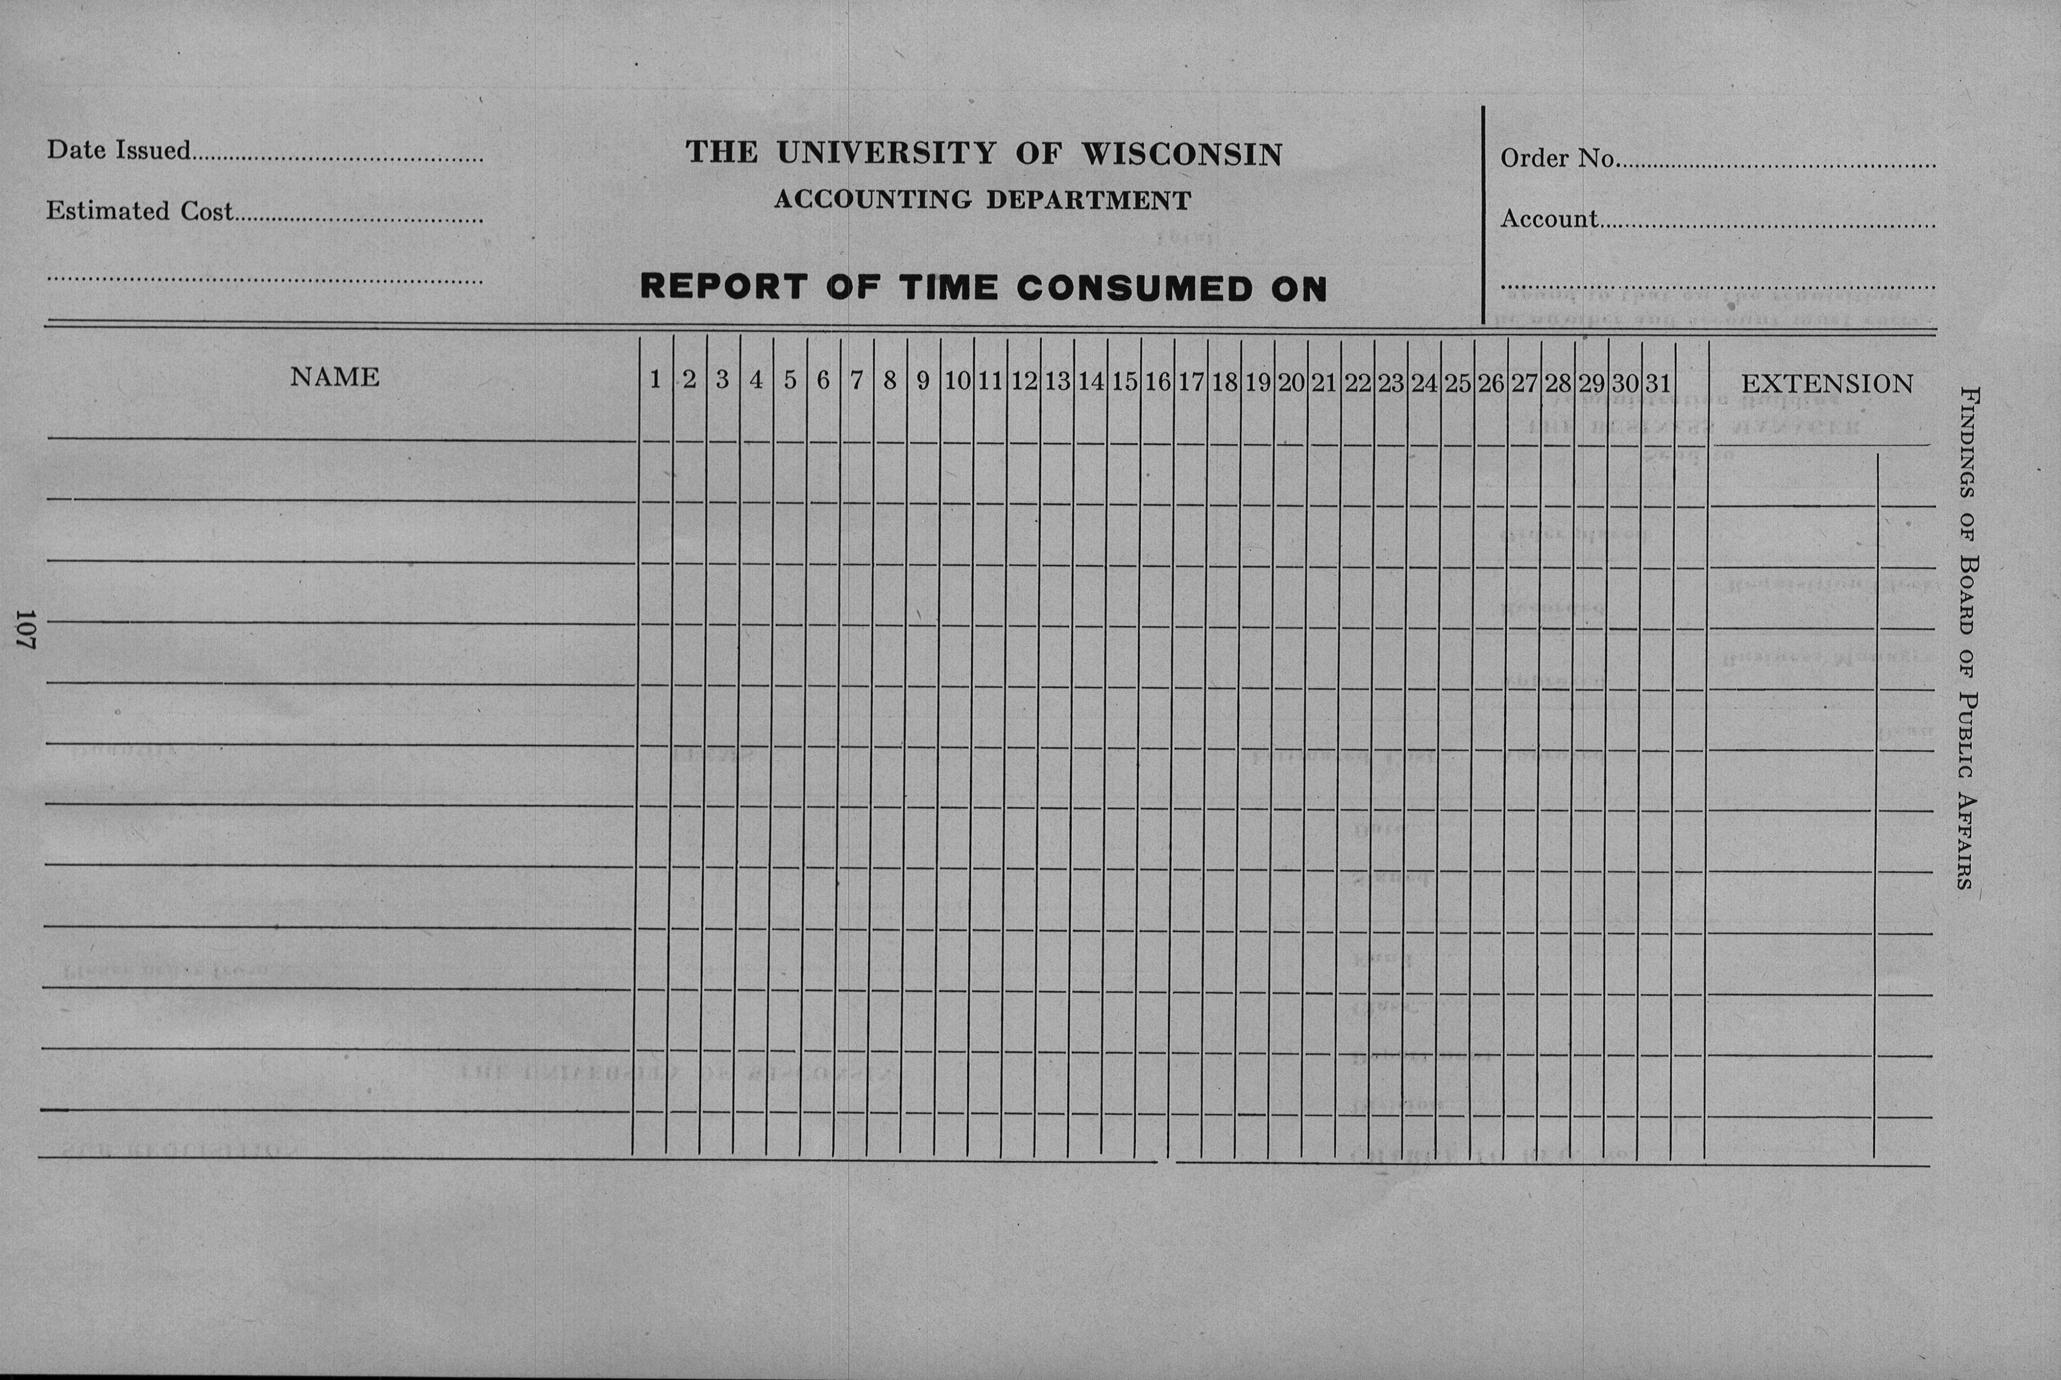 Date Issued
Estimated Cost
THE UNIVERSITY OF WISCONSIN
ACCOUNTING DEPARTMENT
REPORT OF TIME CONSUMED ON
Order No.
Account
NAME 1 2 3 4 5 6 7 8 9 10 11 12 13 14 15 16 17 18 19 20 21 22 23 24 25 26 27 28 29 30 31 EXTENSION
107
FINDINGS OF BOARD OF PUBLIC AFFAIRS